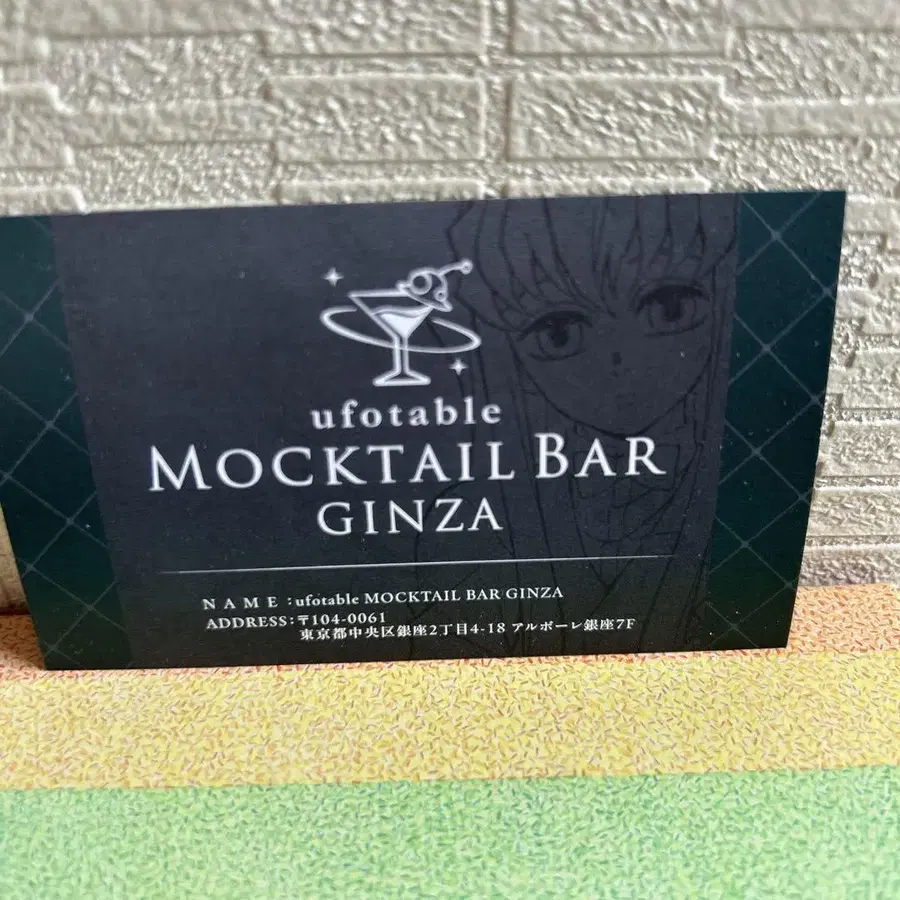 ufotable
MOCKTAIL BAR
GINZA
NAME:ufotable MOCKTAIL BAR GINZA
ADDRESS:〒104-0061
東京都中央区銀座2丁目4-18 アルボーレ銀座7F